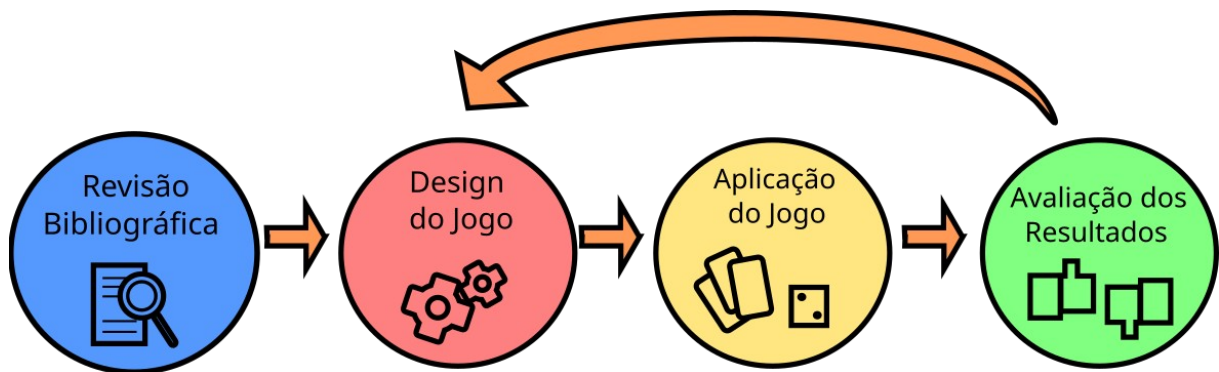 Revisão
Bibliográfica
Design
do Jogo
Aplicação
do Jogo
Avaliação dos
Resultados